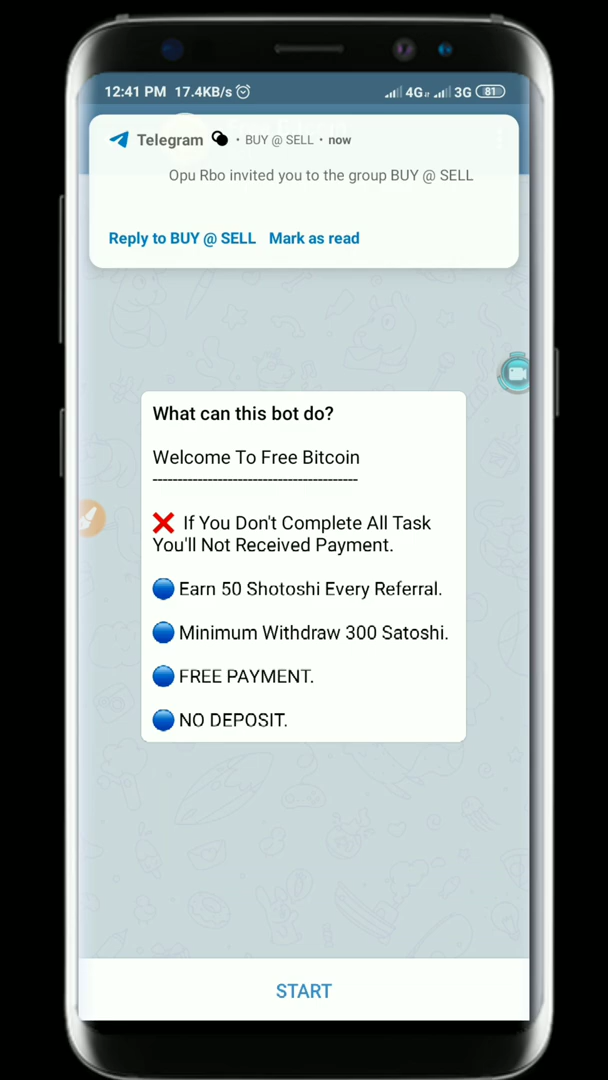 12:41 PM 17.4KB/s 4G 3G 81
Telegram • BUY @ SELL • now
Opu Rbo invited you to the group BUY @ SELL
Reply to BUY @ SELL Mark as read
What can this bot do?
Welcome To Free Bitcoin
-----------------------------------------
❌ If You Don't Complete All Task
You'll Not Received Payment.
🔵 Earn 50 Shotoshi Every Referral.
🔵 Minimum Withdraw 300 Satoshi.
🔵 FREE PAYMENT.
🔵 NO DEPOSIT.
START